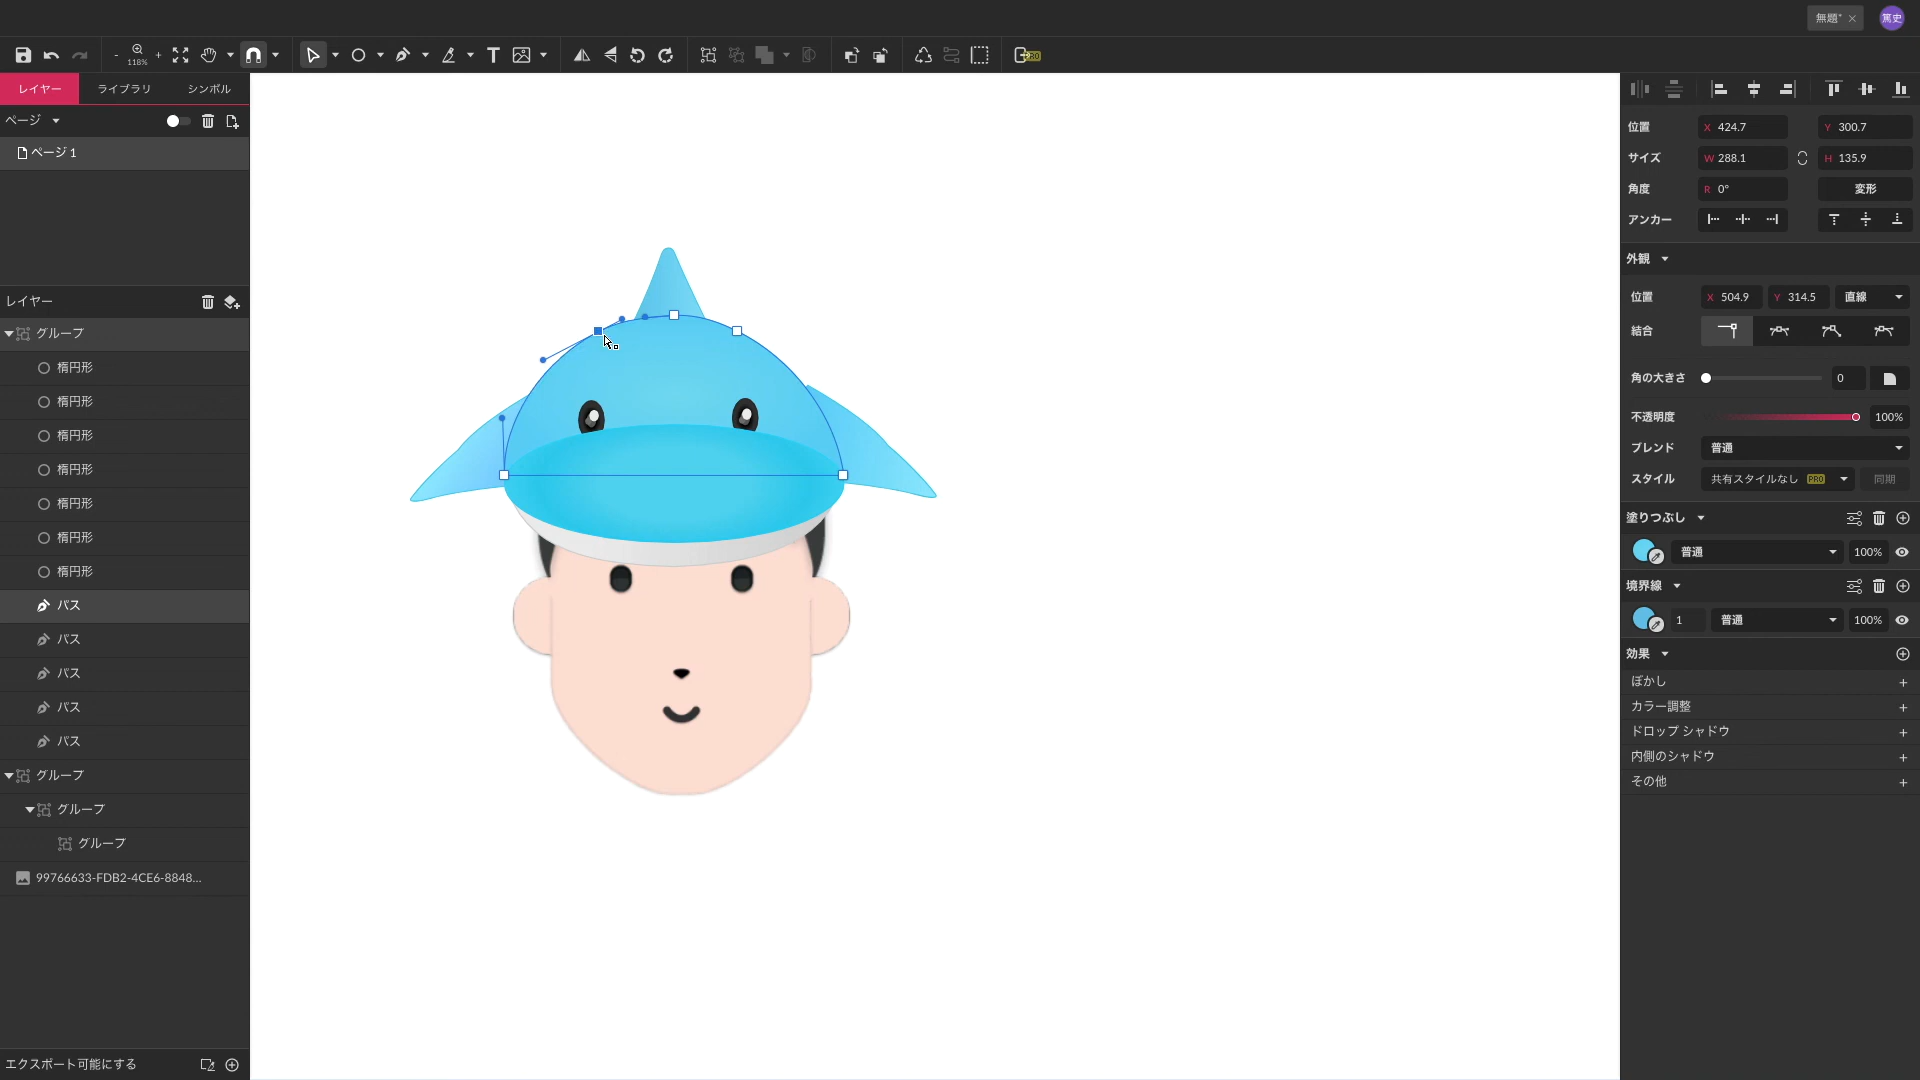 無題*
篤史
118%
T
PRO
レイヤー
ライブラリ
シンボル
ページ
ページ 1
レイヤー
グループ
楕円形
楕円形
楕円形
楕円形
楕円形
楕円形
楕円形
パス
パス
パス
パス
パス
グループ
グループ
グループ
99766633-FDB2-4CE6-8848...
エクスポート可能にする
位置 X 424.7 Y 300.7
サイズ W 288.1 H 135.9
角度 R 0° 変形
アンカー
外観
位置 X 504.9 Y 314.5 直線
結合
角の大きさ 0
不透明度 100%
ブレンド 普通
スタイル 共有スタイルなし PRO 同期
塗りつぶし
普通 100%
境界線
1 普通 100%
効果
ぼかし
カラー調整
ドロップ シャドウ
内側のシャドウ
その他